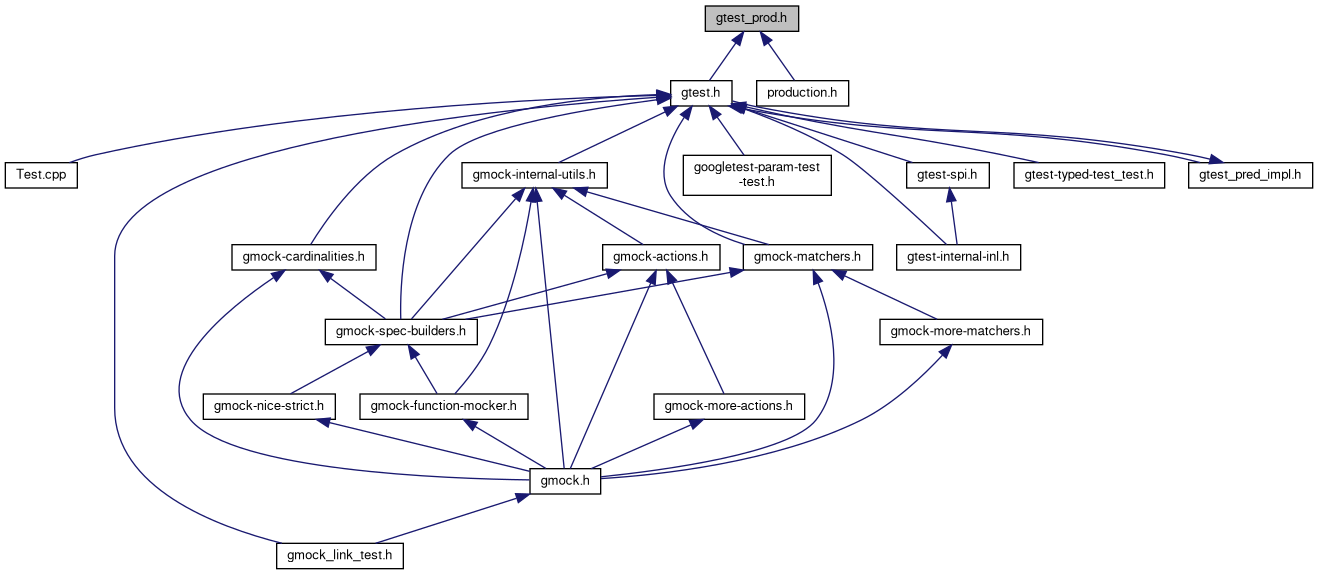 gtest_prod.h
gtest.h
production.h
Test.cpp
gmock-internal-utils.h
googletest-param-test
-test.h
gtest-spi.h
gtest-typed-test_test.h
gtest_pred_impl.h
gmock-cardinalities.h
gmock-actions.h
gmock-matchers.h
gtest-internal-inl.h
gmock-spec-builders.h
gmock-more-matchers.h
gmock-nice-strict.h
gmock-function-mocker.h
gmock-more-actions.h
gmock.h
gmock_link_test.h